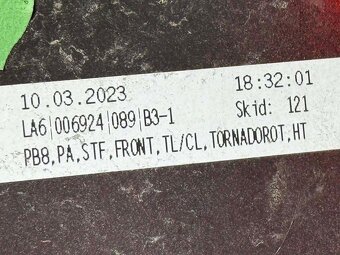 10.03.2023 18:32:01
LA6|006924|089|B3-1 Skid: 121
PB8,PA,STF,FRONT,TL/CL,TORNADOROT,HT